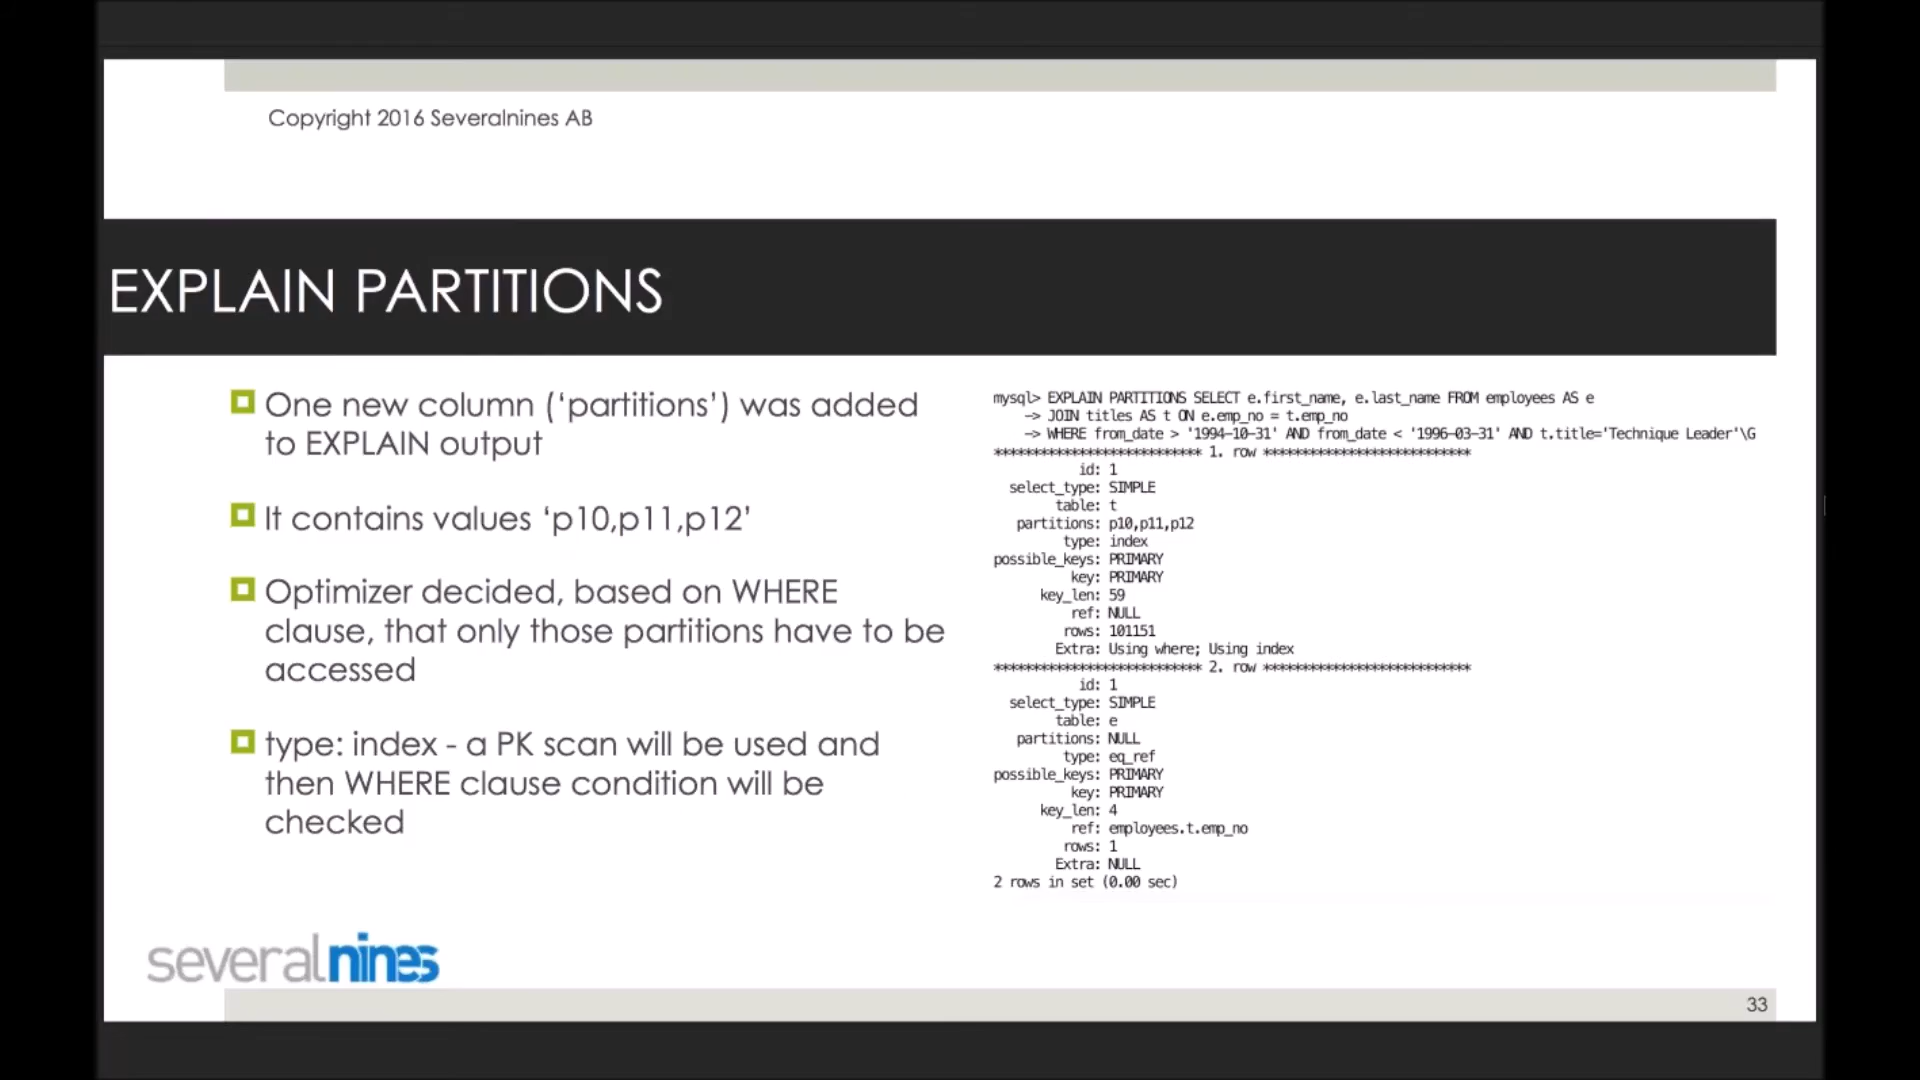 Copyright 2016 Severalnines AB
EXPLAIN PARTITIONS
One new column (‘partitions’) was added
to EXPLAIN output
It contains values ‘p10,p11,p12’
Optimizer decided, based on WHERE
clause, that only those partitions have to be
accessed
type: index - a PK scan will be used and
then WHERE clause condition will be
checked
mysql> EXPLAIN PARTITIONS SELECT e.first_name, e.last_name FROM employees AS e
-> JOIN titles AS t ON e.emp_no = t.emp_no
-> WHERE from_date > '1994-10-31' AND from_date < '1996-03-31' AND t.title='Technique Leader'\G
*************************** 1. row ***************************
id: 1
select_type: SIMPLE
table: t
partitions: p10,p11,p12
type: index
possible_keys: PRIMARY
key: PRIMARY
key_len: 59
ref: NULL
rows: 101151
Extra: Using where; Using index
*************************** 2. row ***************************
id: 1
select_type: SIMPLE
table: e
partitions: NULL
type: eq_ref
possible_keys: PRIMARY
key: PRIMARY
key_len: 4
ref: employees.t.emp_no
rows: 1
Extra: NULL
2 rows in set (0.00 sec)
severalnines
33